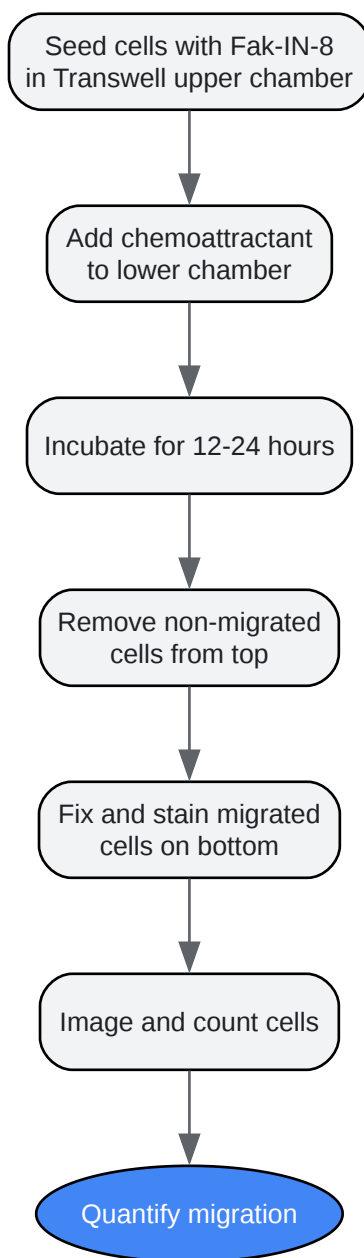 Seed cells with Fak-IN-8
in Transwell upper chamber
Add chemoattractant
to lower chamber
Incubate for 12-24 hours
Remove non-migrated
cells from top
Fix and stain migrated
cells on bottom
Image and count cells
Quantify migration